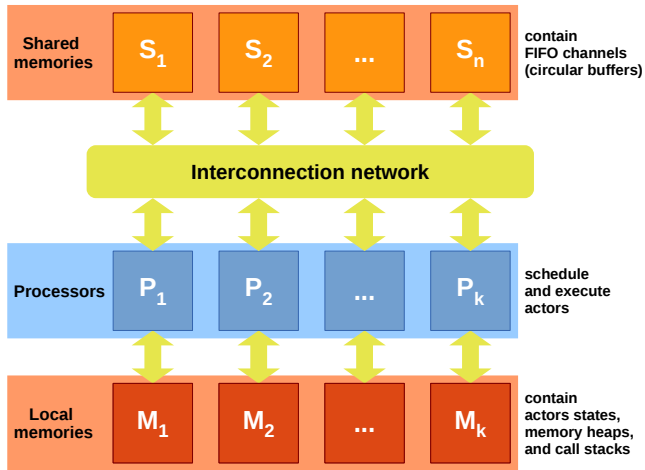 Shared
memories
S1
S2
...
Sn
contain
FIFO channels
(circular buffers)
Interconnection network
Processors
P1
P2
...
Pk
schedule
and execute
actors
Local
memories
M1
M2
...
Mk
contain
actors states,
memory heaps,
and call stacks